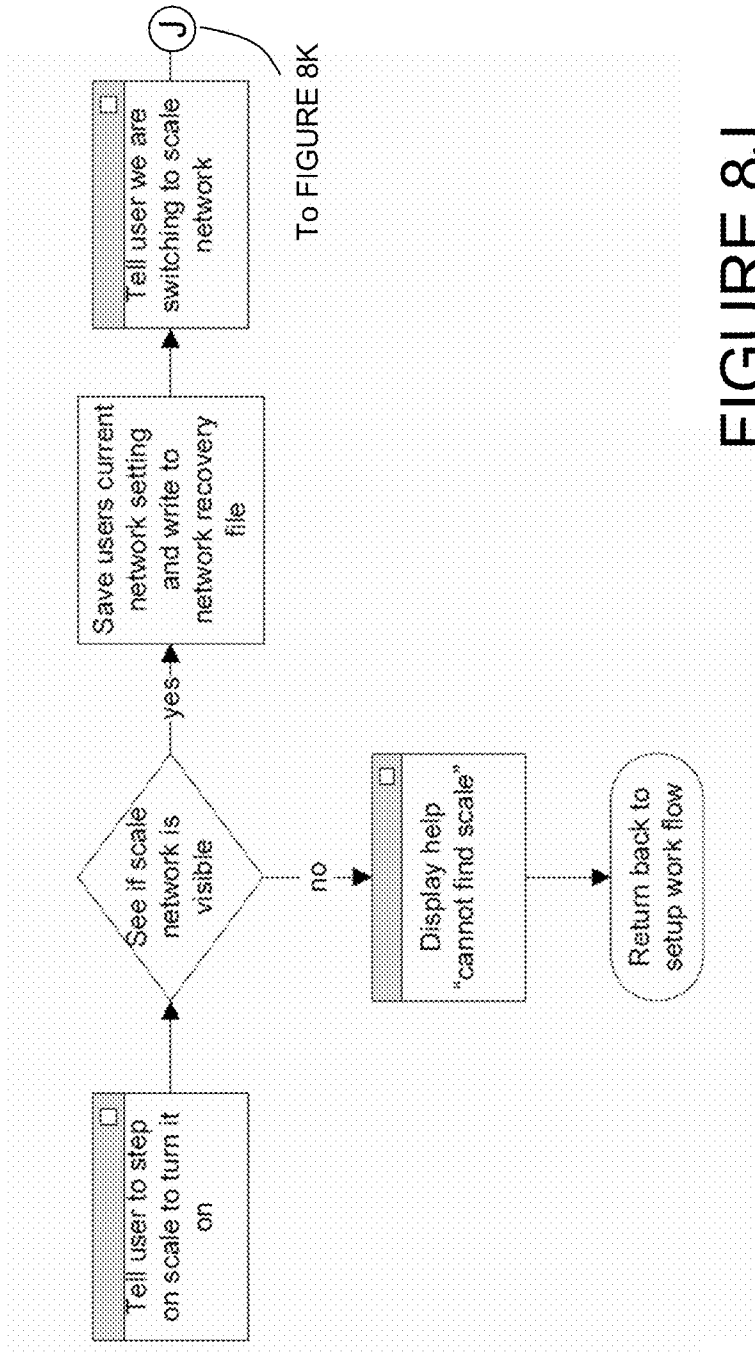 Tell user to step
on scale to turn it
on
See if scale
network is
visible
yes
Save users current
network setting
and write to
network recovery
file
Tell user we are
switching to scale
network
J
To FIGURE 8K
no
Display help
"cannot find scale"
Return back to
setup work flow
FIGURE 8J